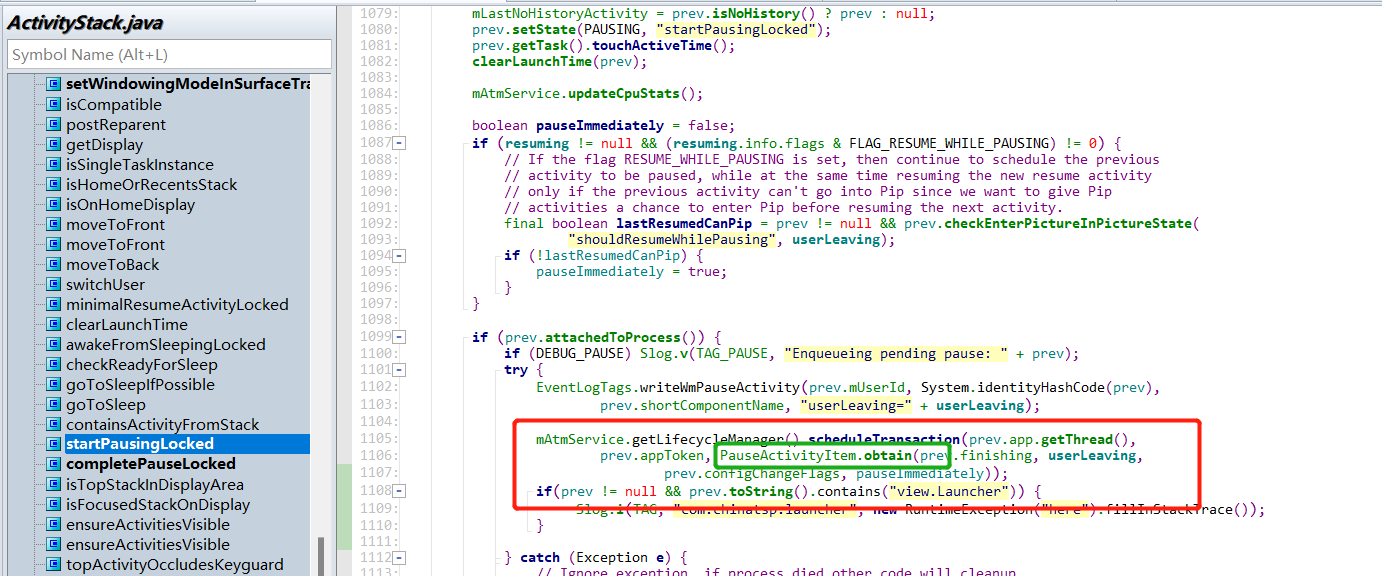 ActivityStack.java
Symbol Name (Alt+L)
setWindowingModeInSurfaceTra
isCompatible
postReparent
getDisplay
isSingleTaskInstance
isHomeOrRecentsStack
isOnHomeDisplay
moveToFront
moveToFront
moveToBack
switchUser
minimalResumeActivityLocked
clearLaunchTime
awakeFromSleepingLocked
checkReadyForSleep
goToSleepIfPossible
goToSleep
containsActivityFromStack
startPausingLocked
completePauseLocked
isTopStackInDisplayArea
isFocusedStackOnDisplay
ensureActivitiesVisible
ensureActivitiesVisible
topActivityOccludesKeyguard
1079: mLastNoHistoryActivity = prev.isNoHistory() ? prev : null;
1080: prev.setState(PAUSING, "startPausingLocked");
1081: prev.getTask().touchActiveTime();
1082: clearLaunchTime(prev);
1083:
1084: mAtmService.updateCpuStats();
1085:
1086: boolean pauseImmediately = false;
1087: if (resuming != null && (resuming.info.flags & FLAG_RESUME_WHILE_PAUSING) != 0) {
1088: // If the flag RESUME_WHILE_PAUSING is set, then continue to schedule the previous
1089: // activity to be paused, while at the same time resuming the new resume activity
1090: // only if the previous activity can't go into Pip since we want to give Pip
1091: // activities a chance to enter Pip before resuming the next activity.
1092: final boolean lastResumedCanPip = prev != null && prev.checkEnterPictureInPictureState(
1093: "shouldResumeWhilePausing", userLeaving);
1094: if (!lastResumedCanPip) {
1095: pauseImmediately = true;
1096: }
1097: }
1098:
1099: if (prev.attachedToProcess()) {
1100: if (DEBUG_PAUSE) Slog.v(TAG_PAUSE, "Enqueueing pending pause: " + prev);
1101: try {
1102: EventLogTags.writeWmPauseActivity(prev.mUserId, System.identityHashCode(prev),
1103: prev.shortComponentName, "userLeaving=" + userLeaving);
1104:
1105: mAtmService.getLifecycleManager().scheduleTransaction(prev.app.getThread(),
1106: prev.appToken, PauseActivityItem.obtain(prev.finishing, userLeaving,
1107: prev.configChangeFlags, pauseImmediately));
1108: if(prev != null && prev.toString().contains("view.Launcher")) {
1109: Slog.i(TAG, "com.chinatsp.launcher", new RuntimeException("here").fillInStackTrace());
1110: }
1111:
1112: } catch (Exception e) {
1113: // Ignore exception, if process died other code will cleanup.